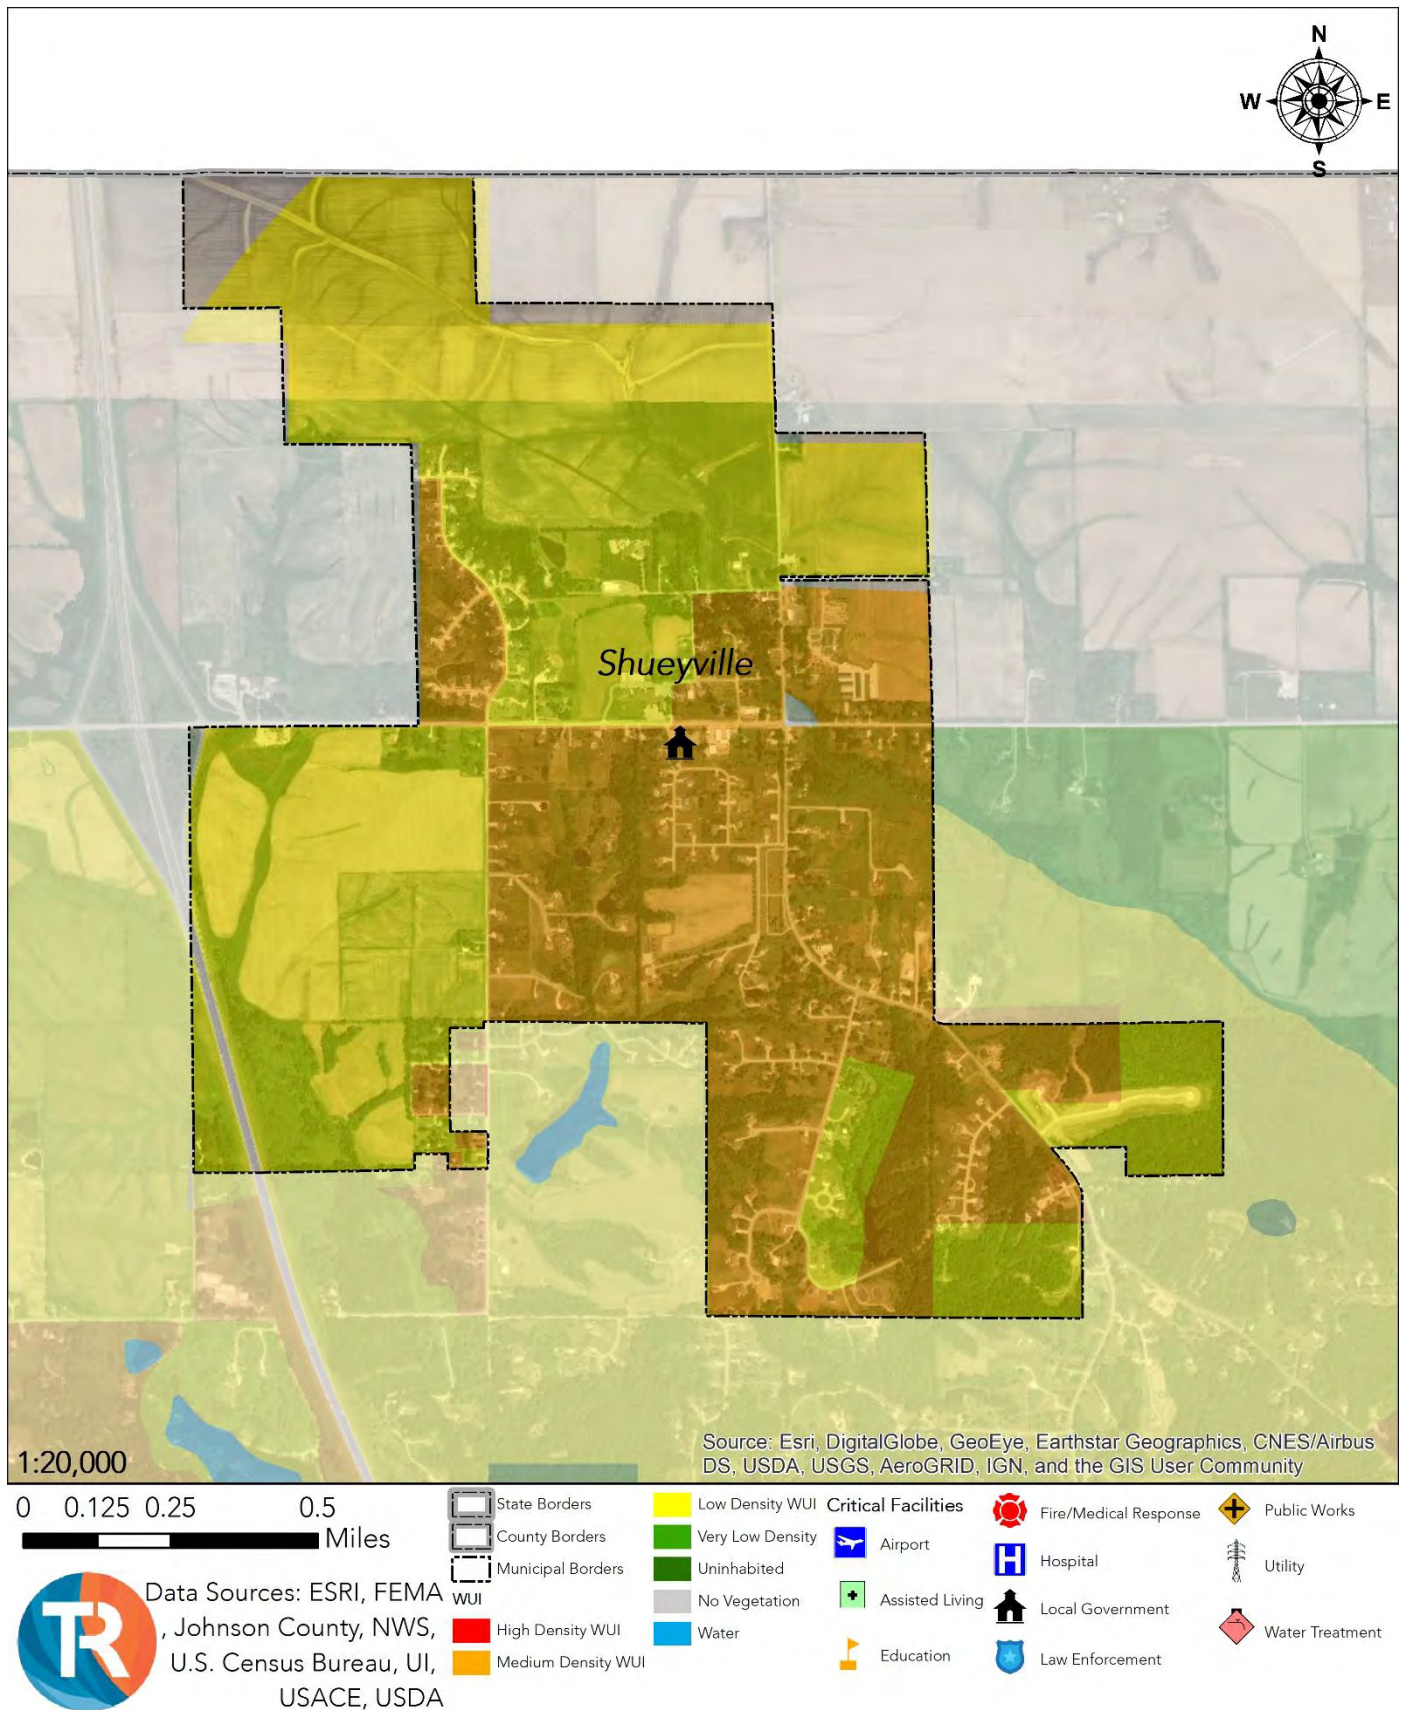 N
W E
S
Shueyville
1:20,000
Source: Esri, DigitalGlobe, GeoEye, Earthstar Geographics, CNES/Airbus
DS, USDA, USGS, AeroGRID, IGN, and the GIS User Community
0 0.125 0.25 0.5
Miles
Data Sources: ESRI, FEMA
, Johnson County, NWS,
U.S. Census Bureau, UI,
USACE, USDA
TR
State Borders
County Borders
Municipal Borders
WUI
High Density WUI
Medium Density WUI
Low Density WUI
Very Low Density
Uninhabited
No Vegetation
Water
Critical Facilities
Airport
Assisted Living
Education
Fire/Medical Response
H Hospital
Local Government
Law Enforcement
Public Works
Utility
Water Treatment